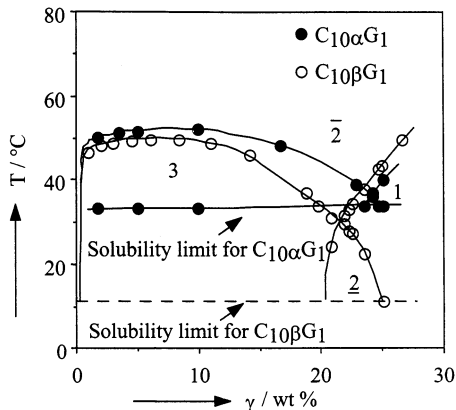 80
60
40
20
0
T / °C
C10αG1
C10βG1
2̄
3
1
Solubility limit for C10αG1
2̲
Solubility limit for C10βG1
0 10 20 30
γ / wt %